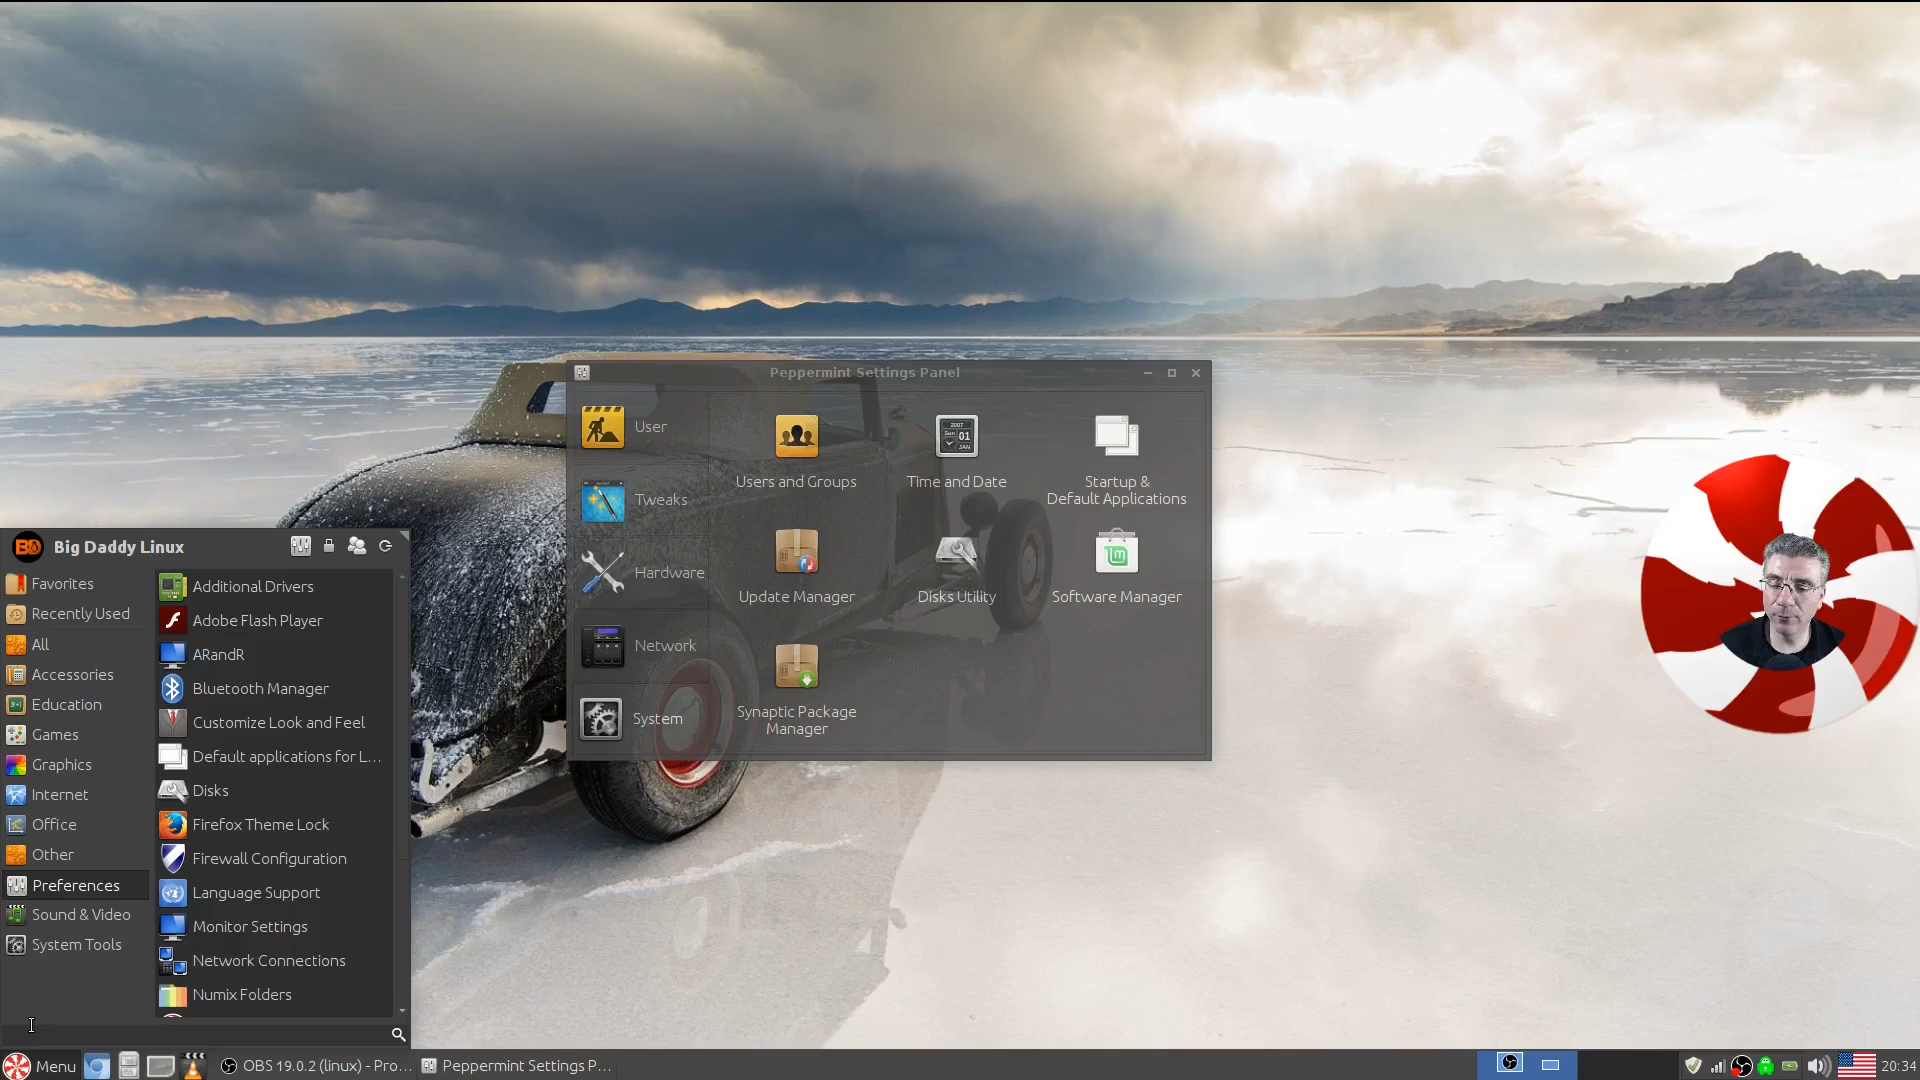 Peppermint Settings Panel
User
Tweaks
Hardware
Network
System
Users and Groups
Time and Date
Startup &
Default Applications
Update Manager
Disks Utility
Software Manager
Synaptic Package
Manager
2007
Sun
01
JAN
Big Daddy Linux
Favorites
Recently Used
All
Accessories
Education
Games
Graphics
Internet
Office
Other
Preferences
Sound & Video
System Tools
Additional Drivers
Adobe Flash Player
ARandR
Bluetooth Manager
Customize Look and Feel
Default applications for L...
Disks
Firefox Theme Lock
Firewall Configuration
Language Support
Monitor Settings
Network Connections
Numix Folders
Menu
OBS 19.0.2 (linux) - Pro...
Peppermint Settings P...
20:34